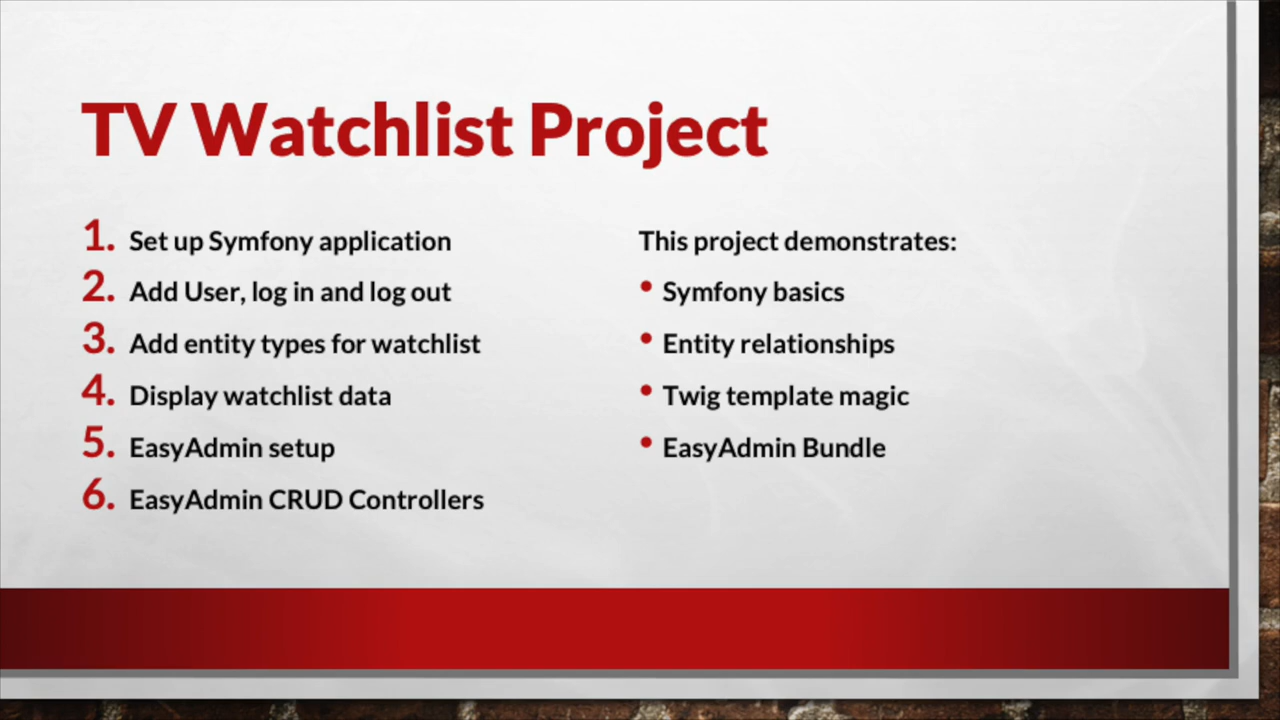 TV Watchlist Project
1. Set up Symfony application
2. Add User, log in and log out
3. Add entity types for watchlist
4. Display watchlist data
5. EasyAdmin setup
6. EasyAdmin CRUD Controllers
This project demonstrates:
• Symfony basics
• Entity relationships
• Twig template magic
• EasyAdmin Bundle